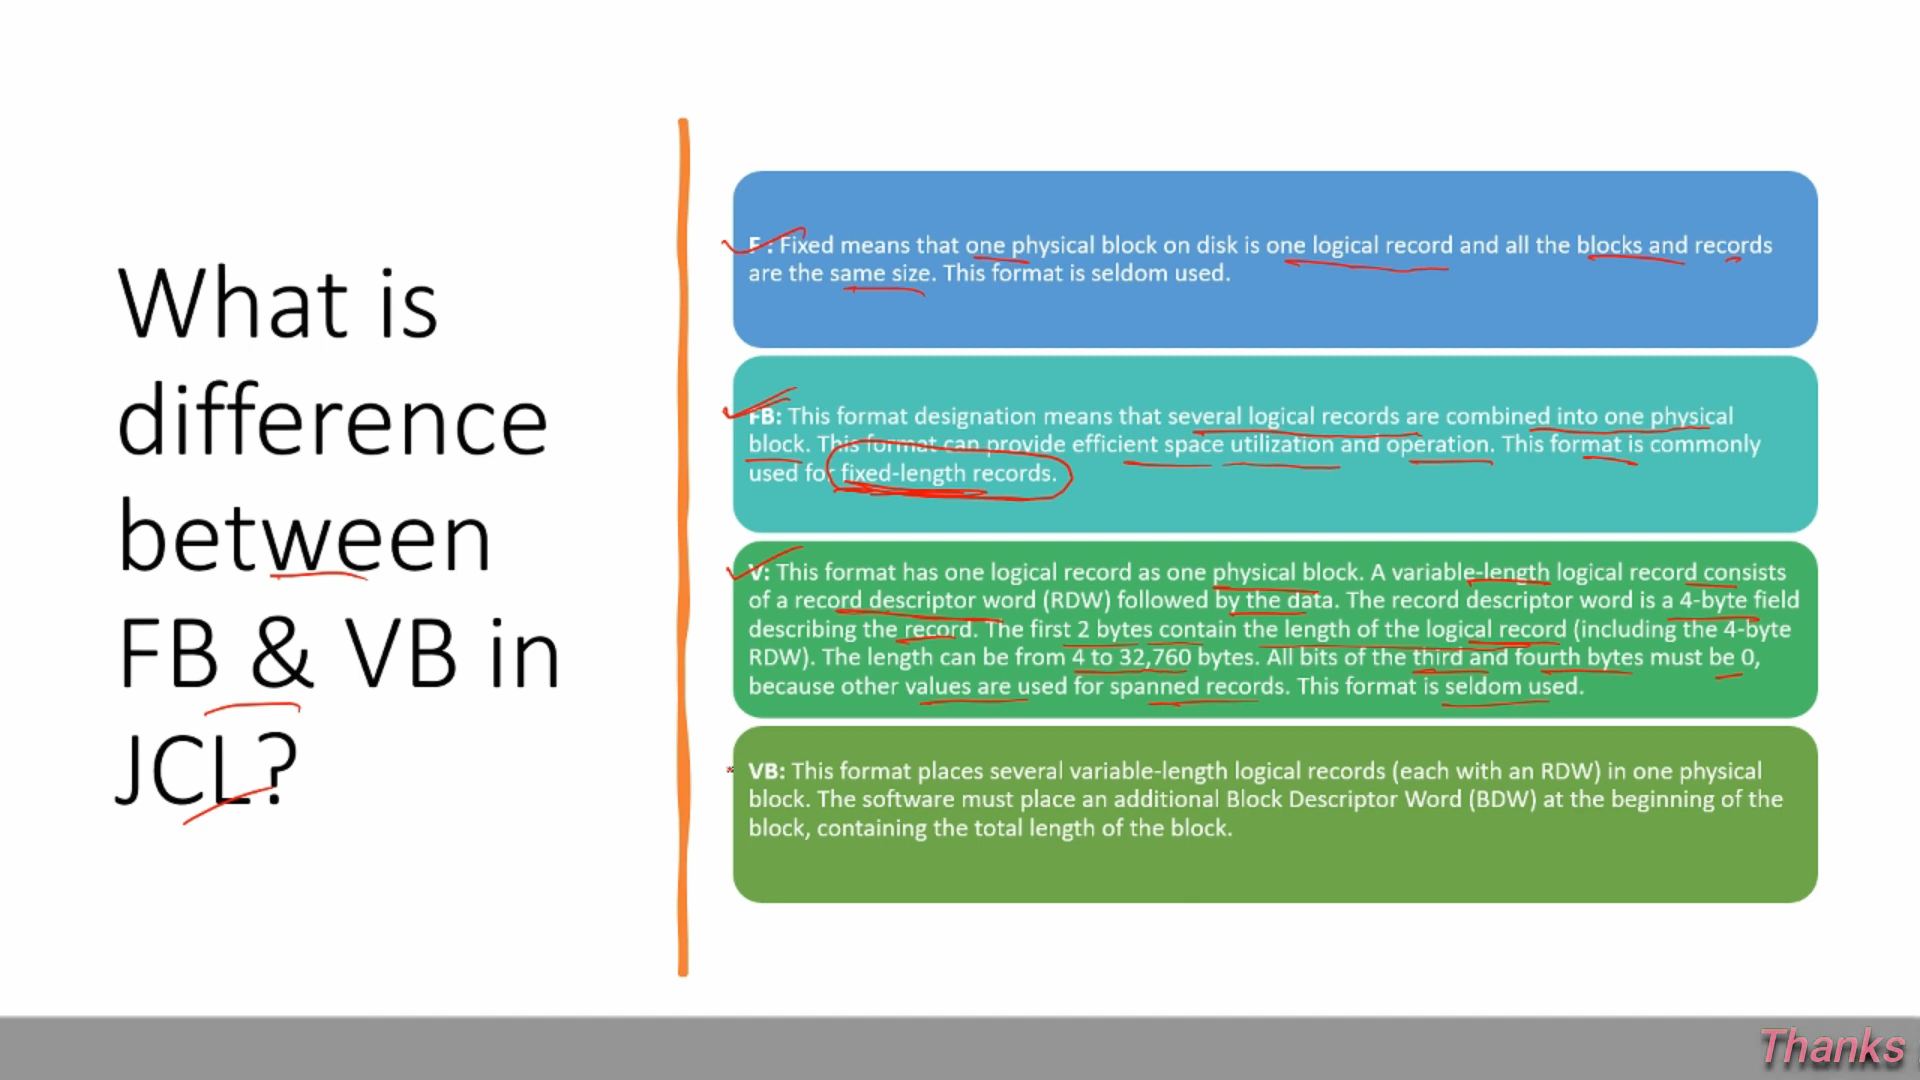 What is
difference
between
FB & VB in
JCL?
F : Fixed means that one physical block on disk is one logical record and all the blocks and records
are the same size. This format is seldom used.
FB: This format designation means that several logical records are combined into one physical
block. This format can provide efficient space utilization and operation. This format is commonly
used for fixed-length records.
V: This format has one logical record as one physical block. A variable-length logical record consists
of a record descriptor word (RDW) followed by the data. The record descriptor word is a 4-byte field
describing the record. The first 2 bytes contain the length of the logical record (including the 4-byte
RDW). The length can be from 4 to 32,760 bytes. All bits of the third and fourth bytes must be 0,
because other values are used for spanned records. This format is seldom used.
VB: This format places several variable-length logical records (each with an RDW) in one physical
block. The software must place an additional Block Descriptor Word (BDW) at the beginning of the
block, containing the total length of the block.
Thanks